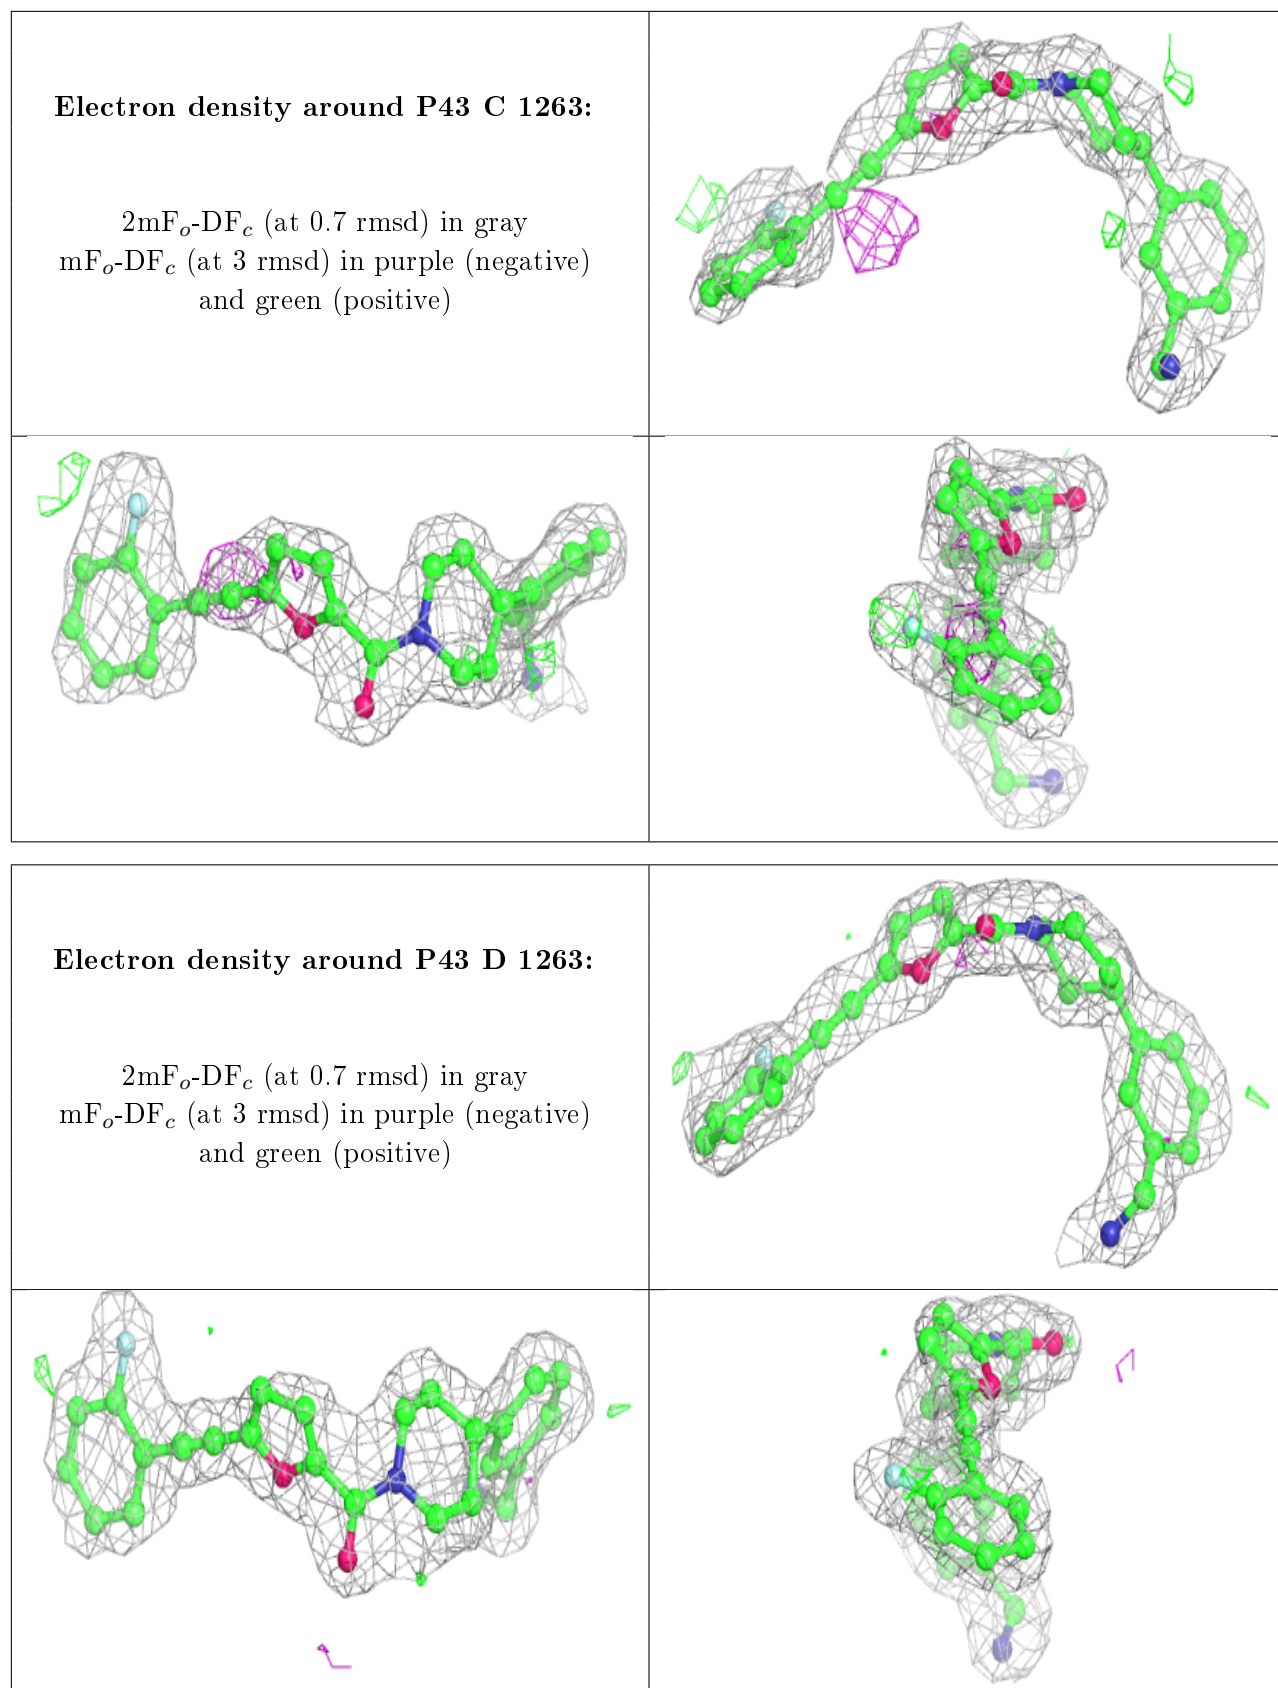 Electron density around P43 C 1263:
2mFₒ-DF𝒸 (at 0.7 rmsd) in gray
mFₒ-DF𝒸 (at 3 rmsd) in purple (negative)
and green (positive)
Electron density around P43 D 1263:
2mFₒ-DF𝒸 (at 0.7 rmsd) in gray
mFₒ-DF𝒸 (at 3 rmsd) in purple (negative)
and green (positive)